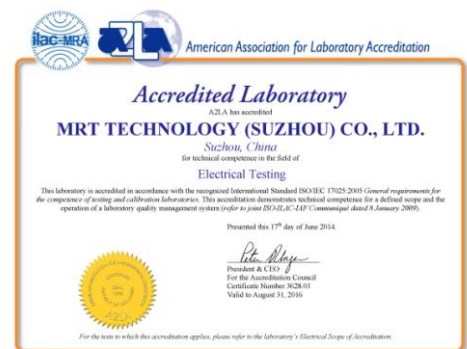 ilac-MRA
A2LA
American Association for Laboratory Accreditation
Accredited Laboratory
A2LA has accredited
MRT TECHNOLOGY (SUZHOU) CO., LTD.
Suzhou, China
for technical competence in the field of
Electrical Testing
This laboratory is accredited in accordance with the recognized International Standard ISO/IEC 17025:2005 General requirements for
the competence of testing and calibration laboratories. This accreditation demonstrates technical competence for a defined scope and the
operation of a laboratory quality management system (refer to joint ISO-ILAC-IAF Communiqué dated 8 January 2009).
Presented this 17th day of June 2014.
President & CEO
For the Accreditation Council
Certificate Number 3628.01
Valid to August 31, 2016
A2LA
For the tests to which this accreditation applies, please refer to the laboratory's Electrical Scope of Accreditation.